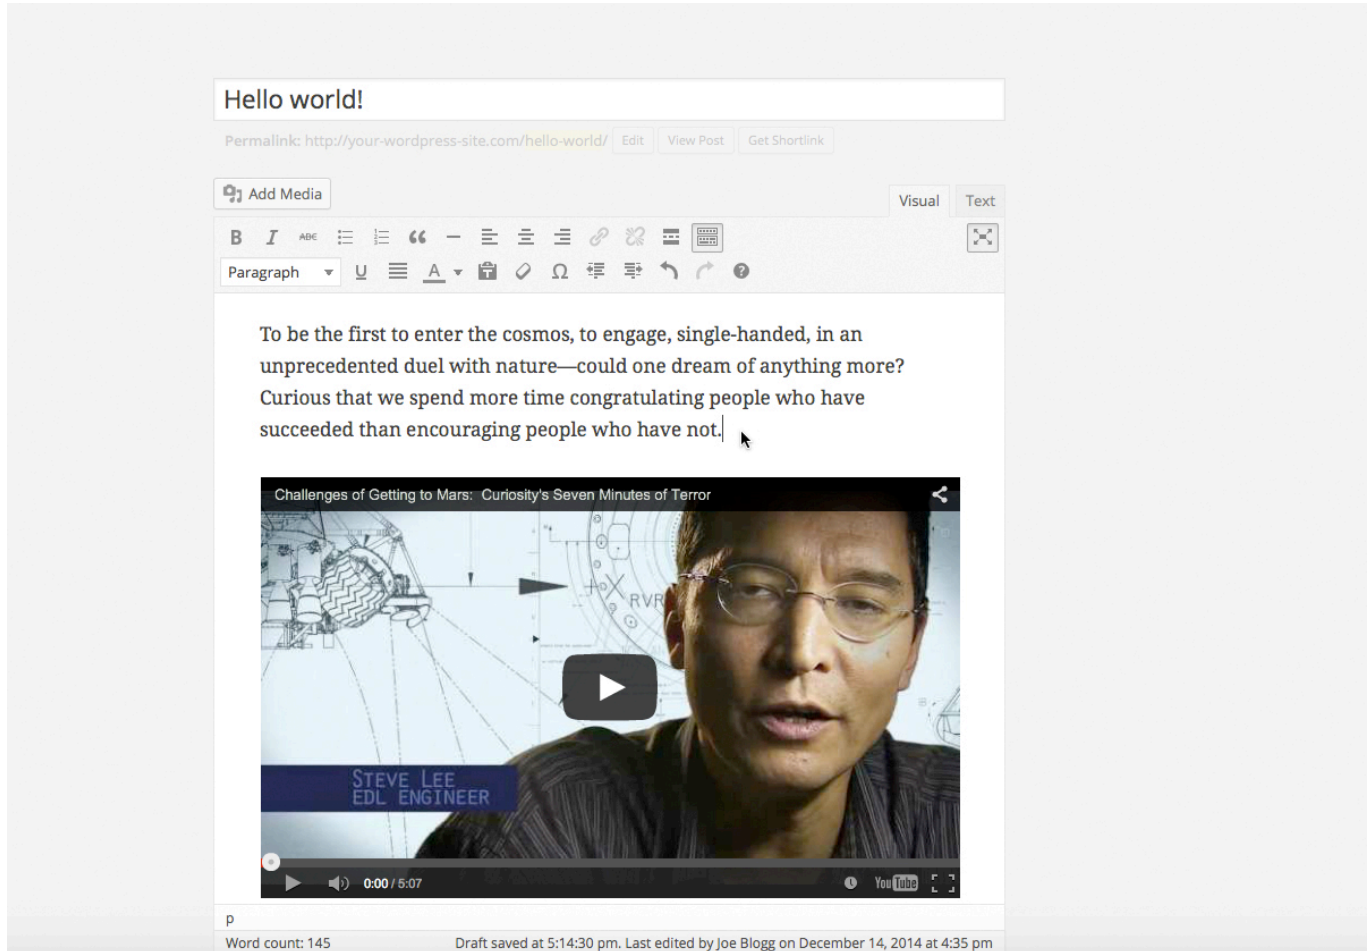 Hello world!
Permalink: http://your-wordpress-site.com/hello-world/ Edit View Post Get Shortlink
Add Media
Visual Text
B I ABC
Paragraph U A Ω ?
To be the first to enter the cosmos, to engage, single-handed, in an
unprecedented duel with nature—could one dream of anything more?
Curious that we spend more time congratulating people who have
succeeded than encouraging people who have not.
Challenges of Getting to Mars: Curiosity's Seven Minutes of Terror
RVR
STEVE LEE
EDL ENGINEER
0:00 / 5:07 YouTube
p
Word count: 145 Draft saved at 5:14:30 pm. Last edited by Joe Blogg on December 14, 2014 at 4:35 pm